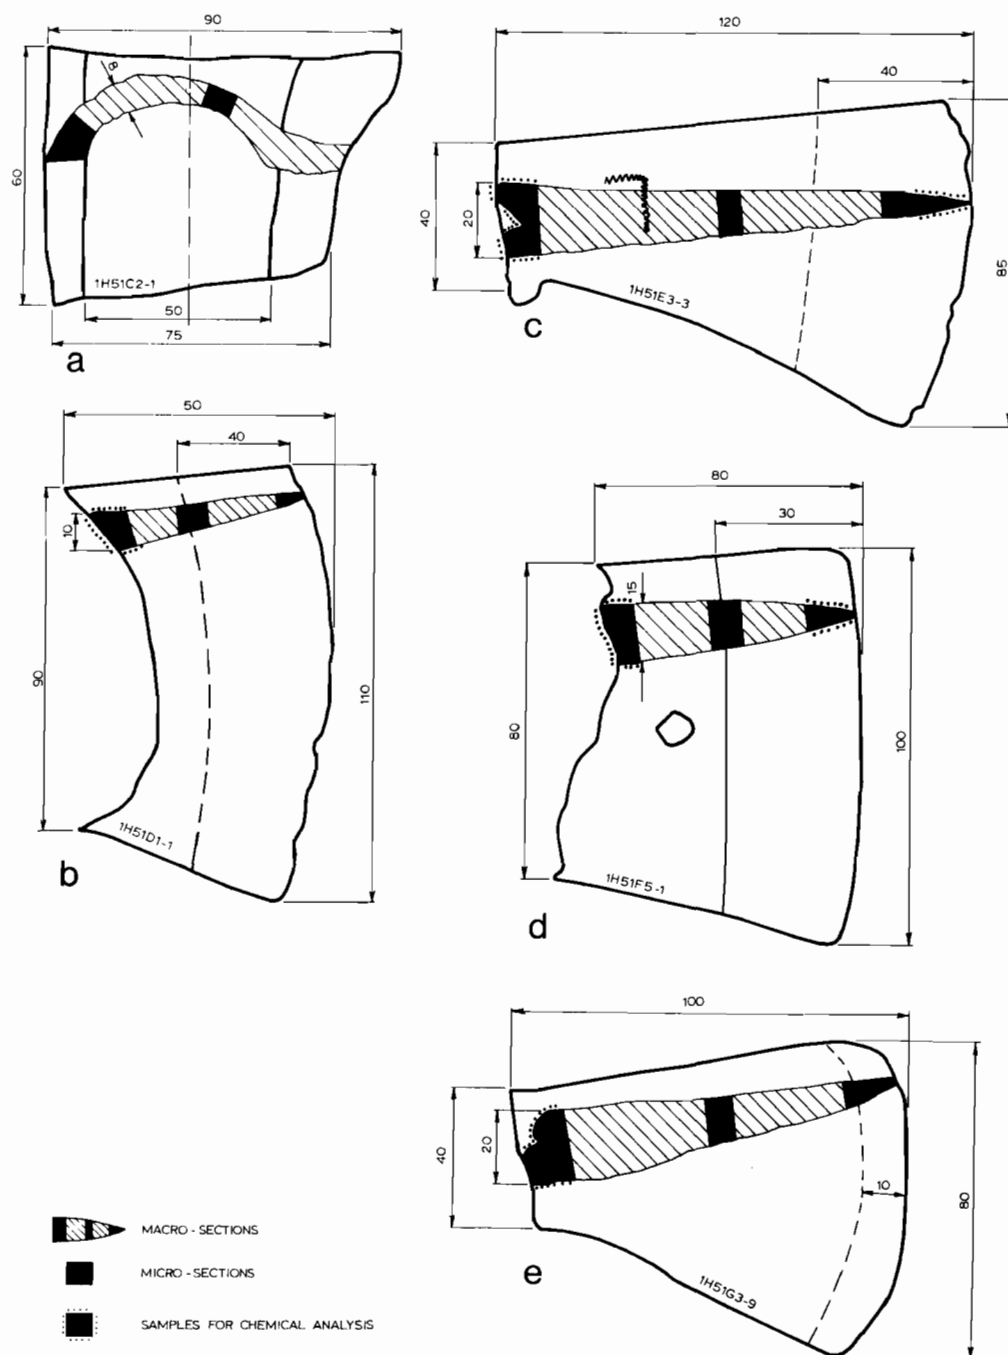 90
8
60
1H51C2-1
50
75
a
120
40
40
20
85
1H51E3-3
c
50
40
10
90
110
1H51D1-1
b
80
30
15
80
100
1H51F5-1
d
100
40
20
10
80
1H51G3-9
e
MACRO-SECTIONS
MICRO-SECTIONS
SAMPLES FOR CHEMICAL ANALYSIS